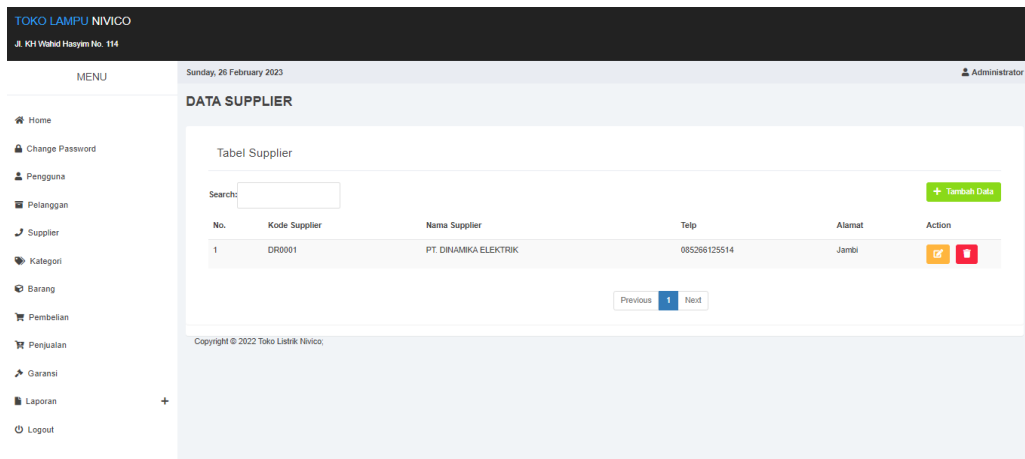 TOKO LAMPU NIVICO
Jl. KH Wahid Hasyim No. 114
MENU
Home
Change Password
Pengguna
Pelanggan
Supplier
Kategori
Barang
Pembelian
Penjualan
Garansi
Laporan +
Logout
Sunday, 26 February 2023 Administrator
DATA SUPPLIER
Tabel Supplier
Search: + Tambah Data
No. Kode Supplier Nama Supplier Telp Alamat Action
1 DR0001 PT. DINAMIKA ELEKTRIK 085266125514 Jambi
Previous 1 Next
Copyright © 2022 Toko Listrik Nivico;